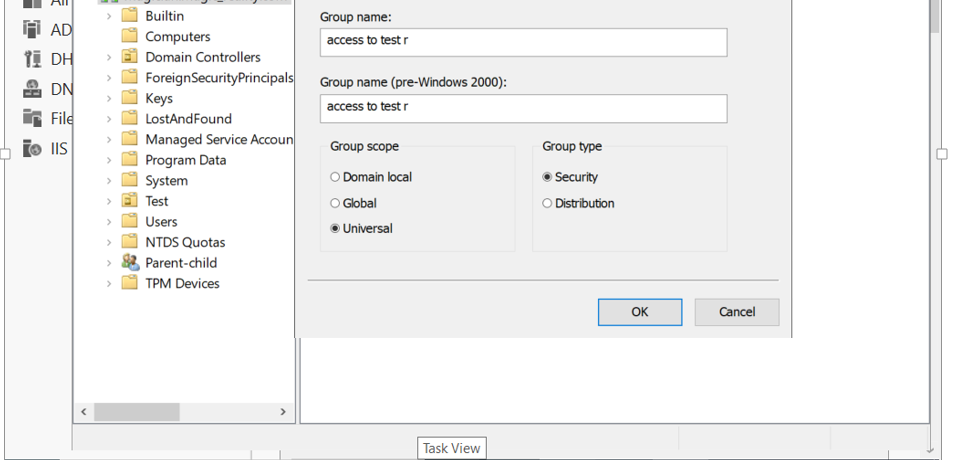 AD
DH
DN
File
IIS
Builtin
Computers
Domain Controllers
ForeignSecurityPrincipals
Keys
LostAndFound
Managed Service Accoun
Program Data
System
Test
Users
NTDS Quotas
Parent-child
TPM Devices
Group name:
access to test r
Group name (pre-Windows 2000):
access to test r
Group scope
Domain local
Global
Universal
Group type
Security
Distribution
OK
Cancel
Task View